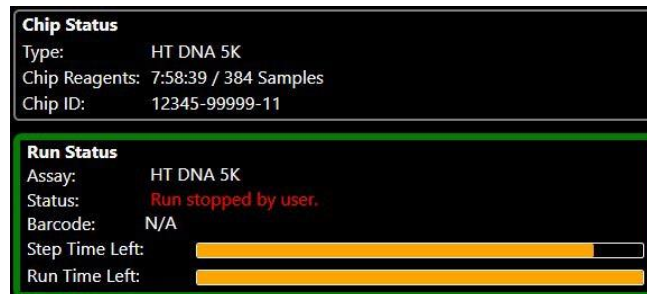 Chip Status
Type: HT DNA 5K
Chip Reagents: 7:58:39 / 384 Samples
Chip ID: 12345-99999-11
Run Status
Assay: HT DNA 5K
Status: Run stopped by user.
Barcode: N/A
Step Time Left:
Run Time Left: